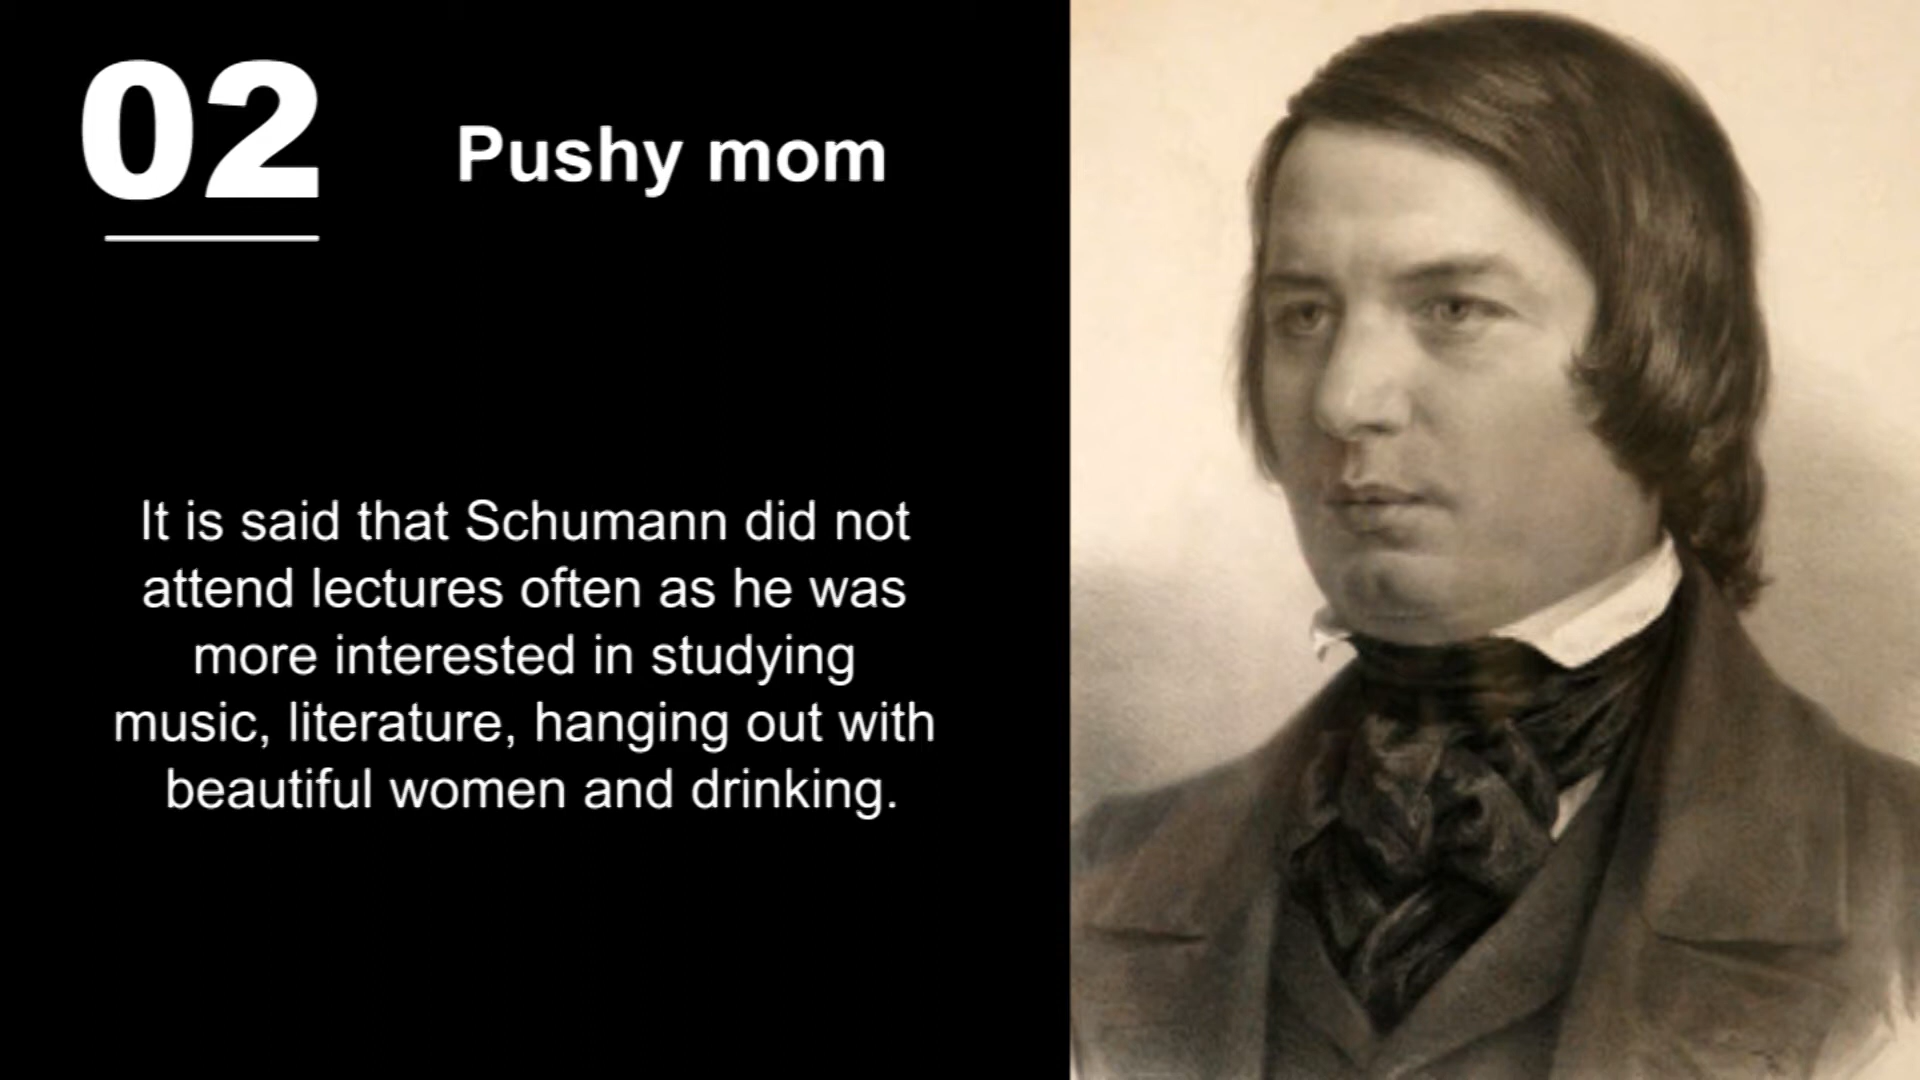 02
Pushy mom
It is said that Schumann did not
attend lectures often as he was
more interested in studying
music, literature, hanging out with
beautiful women and drinking.